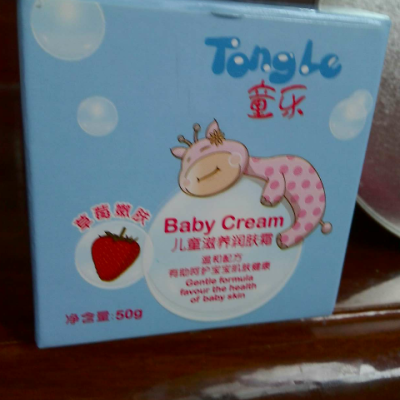 TongLe
童乐
草莓嫩肤
Baby Cream
儿童滋养润肤霜
温和配方
有助呵护宝宝肌肤健康
Gentle formula
favour the health
of baby skin
净含量:50g